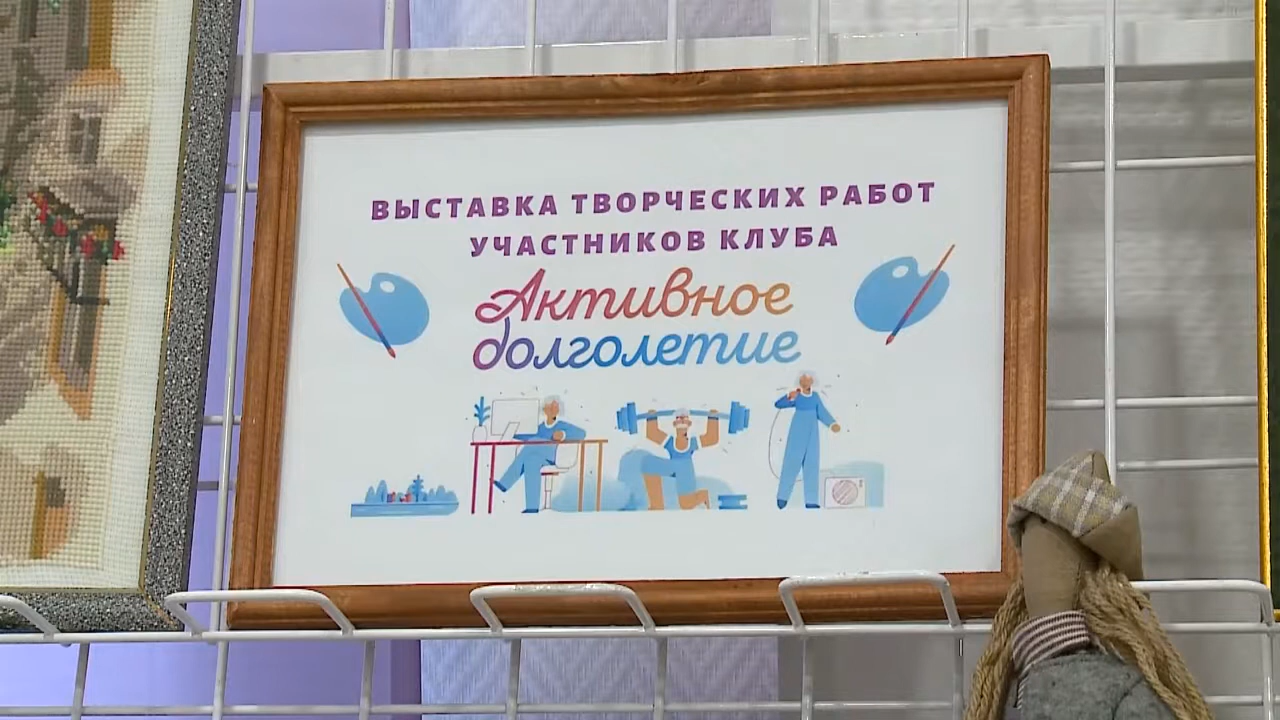 ВЫСТАВКА ТВОРЧЕСКИХ РАБОТ
УЧАСТНИКОВ КЛУБА
Активное
долголетие